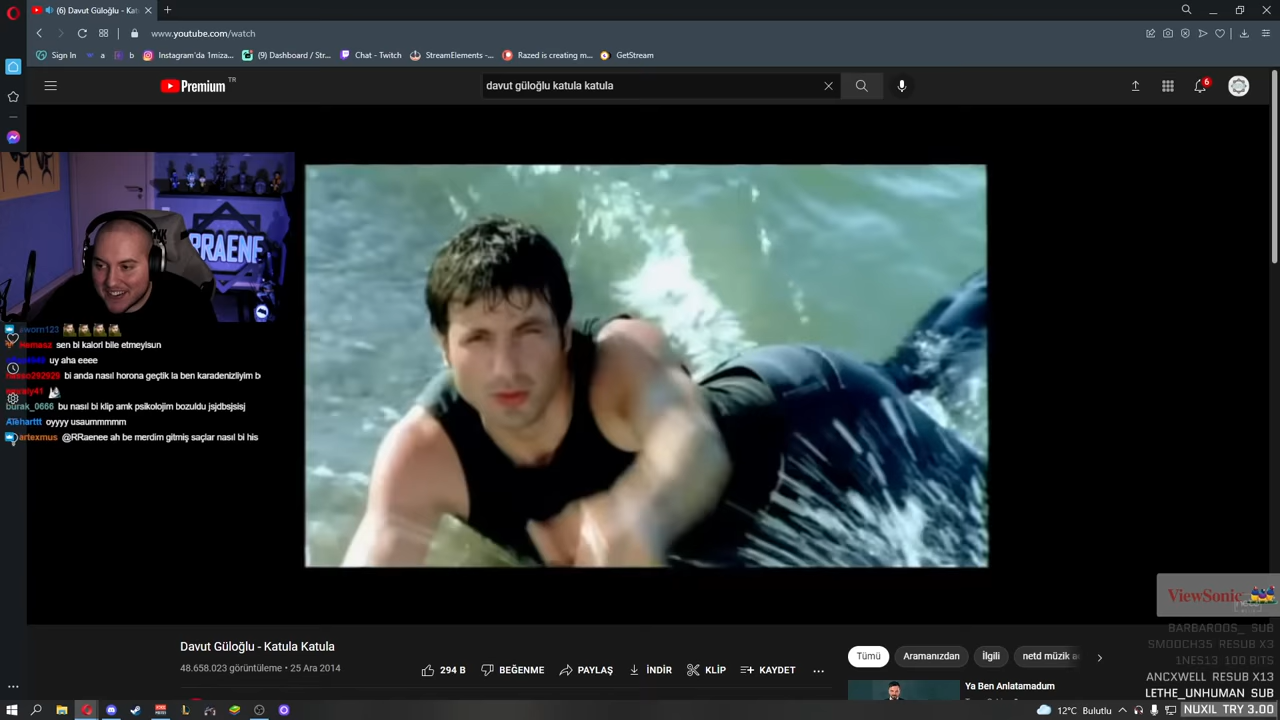 (6) Davut Güloğlu - Kat
www.youtube.com/watch
Sign In
a
b
Instagram'da 1miza...
(9) Dashboard / Str...
Chat - Twitch
StreamElements -...
Razed is creating m...
GetStream
Premium
TR
davut güloğlu katula katula
6
RRAENE
sworn123
sen bi kalori bile etmeyisun
uy aha eeee
bi anda nasıl horona geçtik la ben karadenizliyim b
burak_0666 bu nasıl bi klip amk psikolojim bozuldu jsjdbsjsisj
oyyyy usaummmmm
artexmus @RRaenee ah be merdim gitmiş saçlar nasıl bi his
ViewSonic
BARBAROS_ SUB
SMOOCH35 RESUB X3
1NES13 100 BITS
ANCXWELL RESUB X13
LETHE_UNHUMAN SUB
NUXIL TRY 3.00
Davut Güloğlu - Katula Katula
48.658.023 görüntüleme • 25 Ara 2014
294 B
BEĞENME
PAYLAŞ
İNDİR
KLİP
KAYDET
Tümü
Amanızdan
İlgili
netd müzik
Ya Ben Anlatamadum
12°C Bulutlu